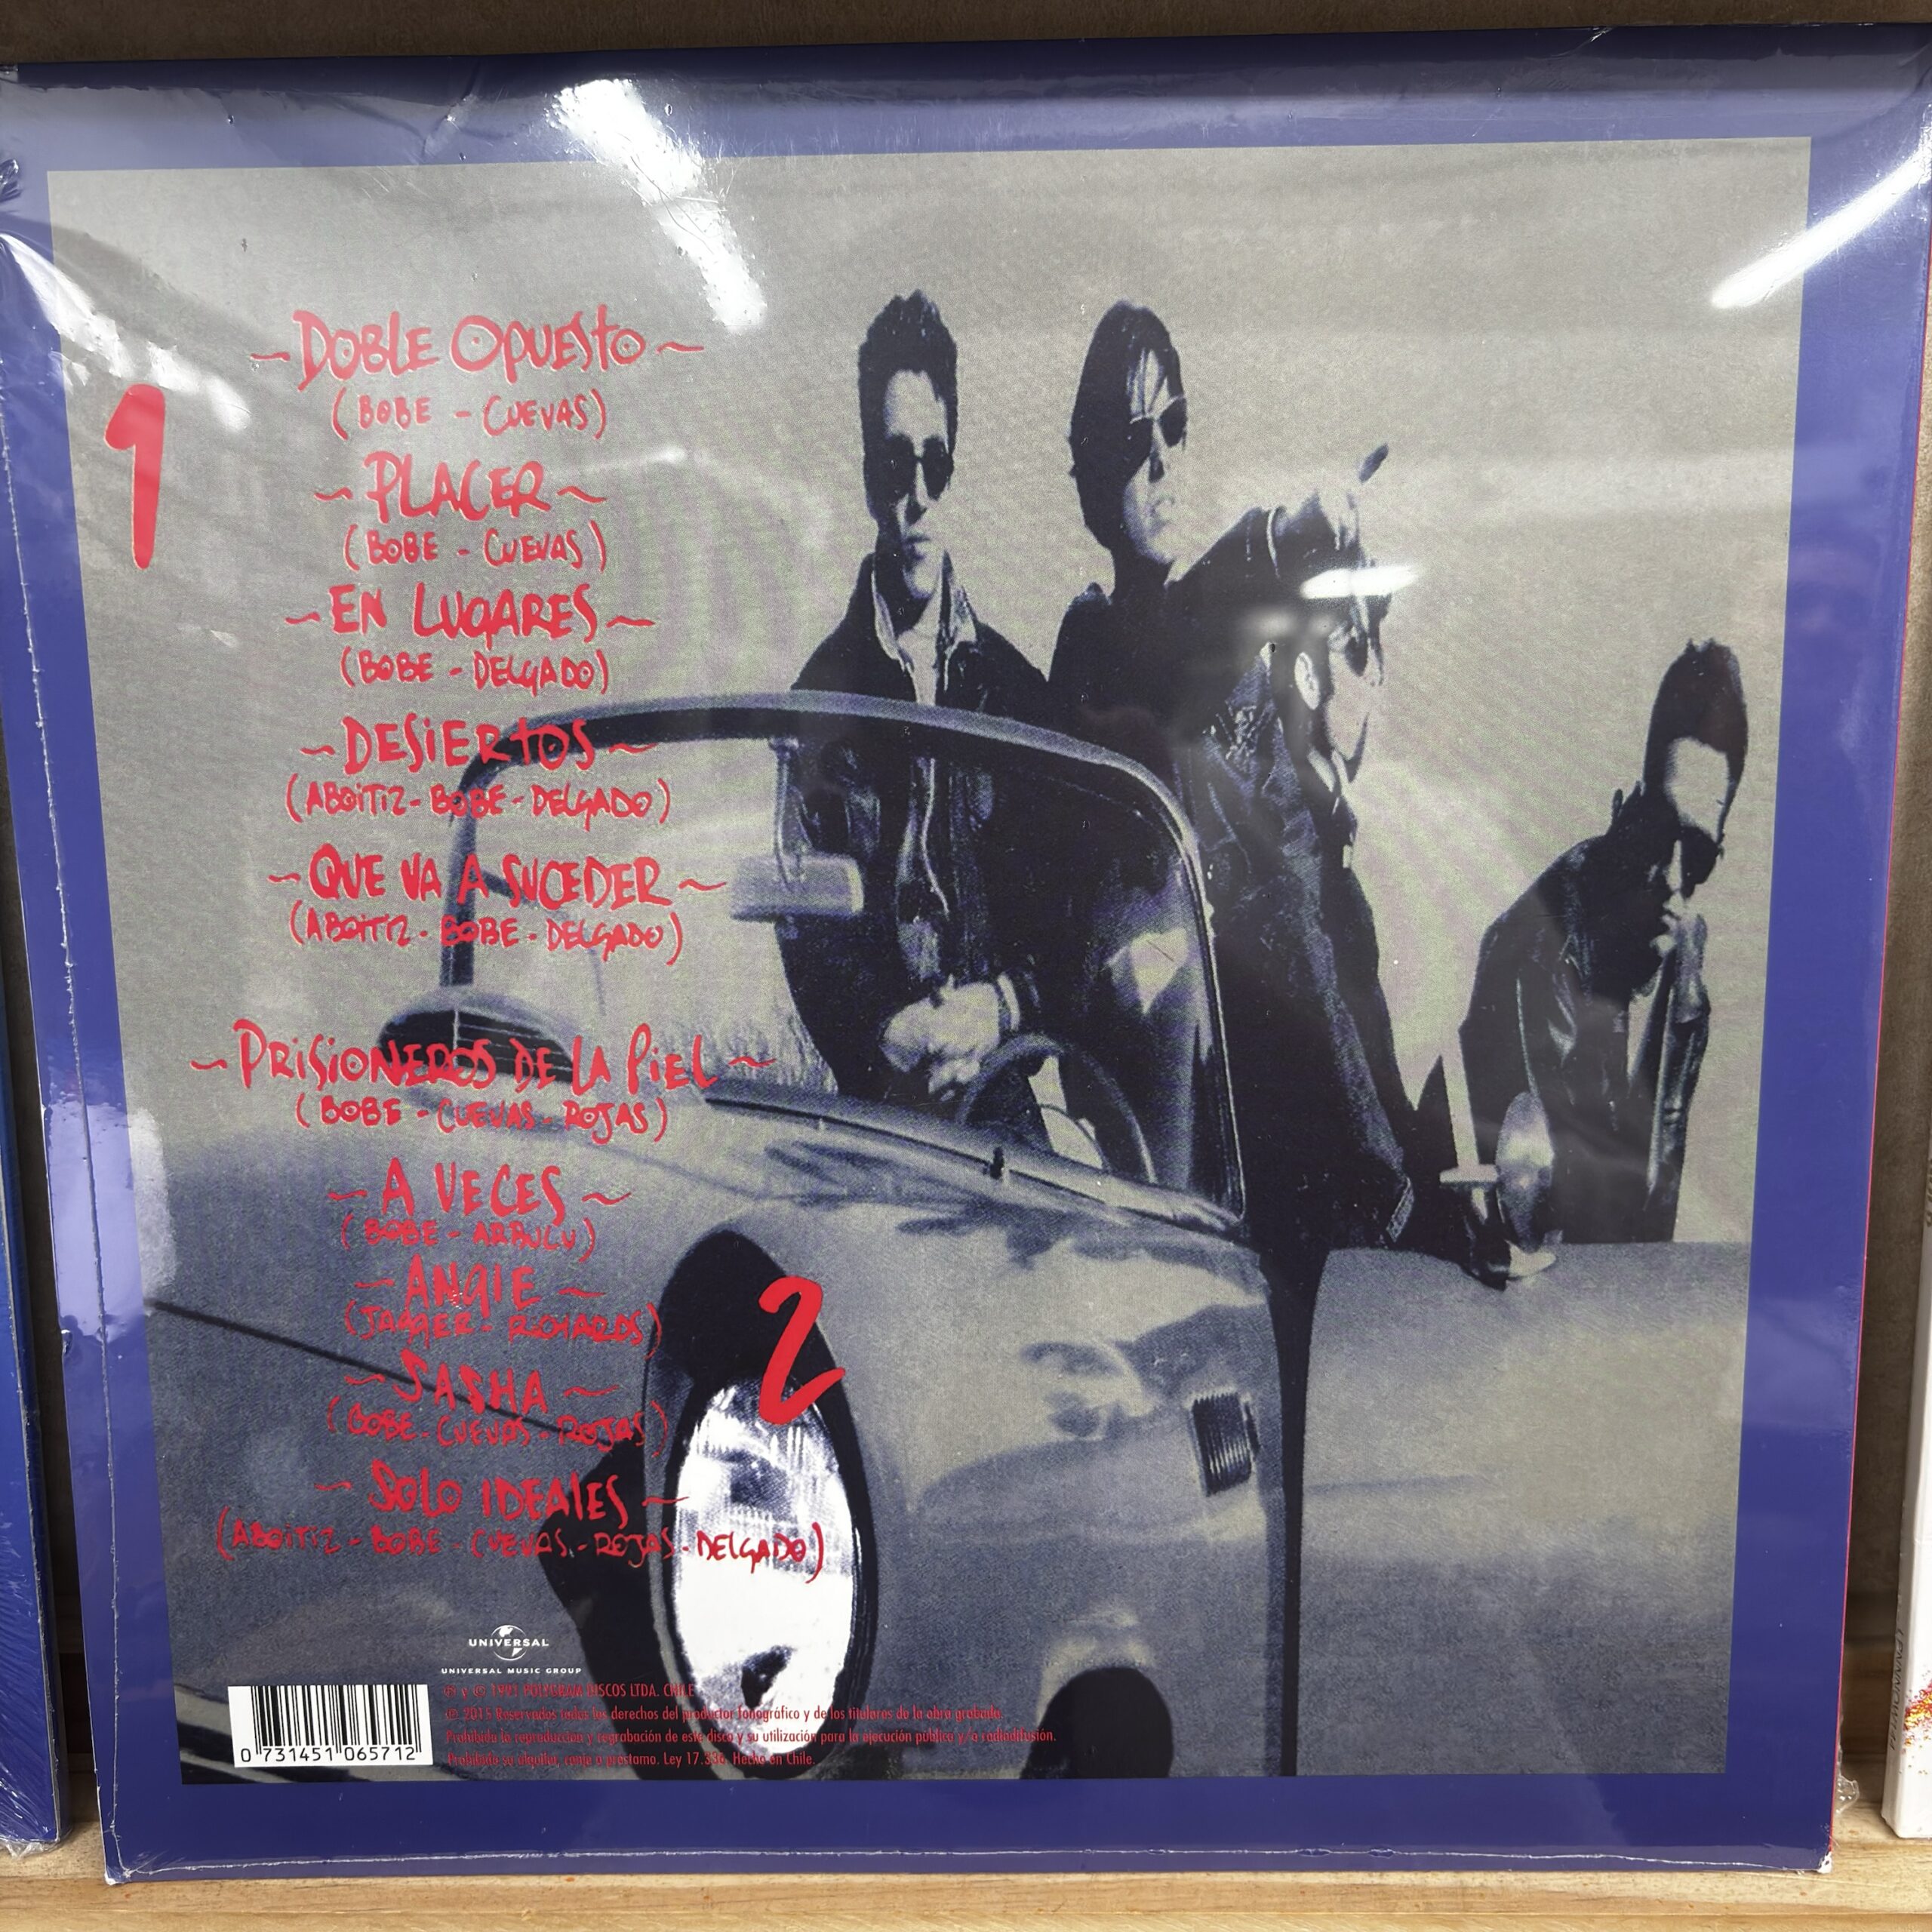 1
~ DOBLE OPUESTO ~
(BOBE - CUEVAS)
~ PLACER ~
(BOBE - CUEVAS)
~ EN LUGARES ~
(BOBE - DELGADO)
~ DESiERTOS ~
(ABOiTiZ - BOBE - DELGADO)
~ QUE VA A SUCEDER ~
(ABOiTiZ - BOBE - DELGADO)
~ PRiSiONEROS DE LA PiEL ~
(BOBE - CUEVAS - ROJAS)
~ A VECES ~
(BOBE - ARBULU)
~ ANGIE ~
(JAGGER - RICHARDS)
2
~ SASHA ~
(BOBE - CUEVAS - ROJAS)
~ SOLO IDEALES ~
(ABOiTiZ - BOBE - CUEVAS - ROJAS - DELGADO)
UNIVERSAL
UNIVERSAL MUSIC GROUP
℗ y © 1991 POLYGRAM DISCOS LTDA. CHILE
℗ 2015 Reservados todos los derechos del productor fonográfico y de los titulares de la obra grabada.
Prohibida la reproducción y regrabación de este disco y su utilización para la ejecución pública y/o radiodifusión.
Prohibido su alquiler, canje o préstamo. Ley 17.336. Hecho en Chile.
0 731451 065712